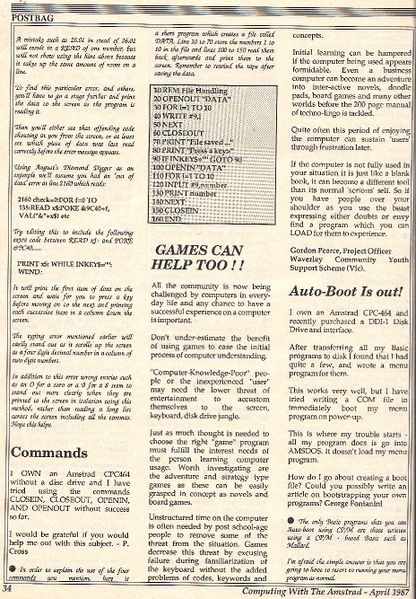 POSTBAG
A mistake such as 26.01 in stead of 26,01
will result in a READ of one number, but
will not show using the hints above because
it takes up the same amount of room on a
line.
To find this particular error, and others,
you'll have to go a stage further and print
the data to the screen as the program is
reading it.
Then you'll either see that offending code
shouting on you from the screen, or at least
see which piece of data was last read
correctly before the error message appears.
Using August's Diamond Digger as an
example we'll assume you had an 'out of
data' error in line 2160 which reads:
2160 check=h:FOR f=0 TO
135:READ x$:POKE &9C40+f,
VAL("&"+x$) etc
Try editing this to include the following
extra code between READ x$: and POKE
&9C40.....
PRINT x$: WHILE INKEY$="":
WEND:
It will print the first item of data on the
screen and wait for you to press a key
before moving on to the next and printing
each successive item in a column down the
screen.
The typing error mentioned earlier will
easily stand out as it scrolls up the screen
as a four digit decimal number in a column of
two digit numbers.
In addition to this error wrong entries such
as an O for a zero or a 0 for a 8 seem to
stand out more clearly when they are
printed to the screen in isolation using this
method, rather than reading a long list
across the screen including all the commas.
Hope this helps.
Commands
I OWN an Amstrad CPC464
without a disc drive and I have
tried using the commands
CLOSEIN, CLOSEOUT, OPENIN,
AND OPENOUT without success
so far.
I would be grateful if you would
help me out with this subject. - P.
Cross
● In order to explain the use of the four
commands you mention, here is
a short program which creates a file called
DATA. Line 10 to 70 store the numbers 1 to
10 in the file and lines 100 to 150 read them
back afterwards and print them to the
screen. Remember to rewind the tape after
saving the data.
10 REM File Handling
20 OPENOUT "DATA"
30 FOR i=1 TO 10
40 WRITE #9,i
50 NEXT
60 CLOSEOUT
70 PRINT "File saved ..."
80 PRINT "Press a key"
90 IF INKEY$="" GOTO 90
100 OPENIN "DATA"
110 FOR i=1 TO 10
120 INPUT #9,number
130 PRINT number
140 NEXT
150 CLOSEIN
160 END
GAMES CAN
HELP TOO ! !
All the community is now being
challenged by computers in every-
day life and any chance to have a
successful experience on a computer
is important.
Don't under-estimate the benefit
of using games to ease the initial
process of computer understanding.
"Computer-Knowledge-Poor" people
or the inexperienced 'user'
may need the lower threat of
entertainment to accustom
themselves to the screen,
keyboard, disk drive jungle.
Just as much thought is needed to
choose the right "game" program
must fulfill the interest needs of
the person learning computer
usage. Worth investigating are
the adventure and strategy type
games as these can be easily
grasped in concept as novels and
board games.
Unstructured time on the computer
is often needed by post school-age
people to remove some of the
threat from the situation. Games
decrease this threat by excusing
failure during familiarization of
the keyboard without the added
problems of codes, keywords and
concepts.
Initial learning can be hampered
if the computer being used appears
formidable. Even a business
computer can become an adventure
into inter-active novels, doodle
pads, board games and many other
worlds before the 200 page manual
of techno-lingo is tackled.
Quite often this period of enjoying
the computer can sustain 'users'
through frustration later.
If the computer is not fully used in
your situation it is just like a blank
book, it can become a different tool
than its normal 'serious' self. So if
you have people over your
shoulder as you use the beast
expressing either doubts or envy
find a program which you can
LOAD for them to experience.
Gordon Pearce, Project Officer
Waverley Community Youth
Support Scheme (Vic).
Auto-Boot Is out!
I own an Amstrad CPC-464 and
recently purchased a DDI-1 Disk
Drive and interface.
After transferring all my Basic
programs to disk I found that I had
quite a few, and wrote a menu
program for them.
This works very well, but I have
tried writing a COM file to
immediately boot my menu
program on power-up.
This is where my trouble starts -
all my program does is go into
AMSDOS. It doesn't load my menu
program.
How do I go about creating a boot
file? Could you possibly write an
article on bootstrapping your own
programs? George Fontanini
● The only Basic programs that you can
Auto-boot using CP/M are those written
using a CP/M - based Basic such as
Mallard.
I'm afraid the simple answer is that you are
going to have to resort to running your menu
program as normal.
34
Computing With The Amstrad - April 1987